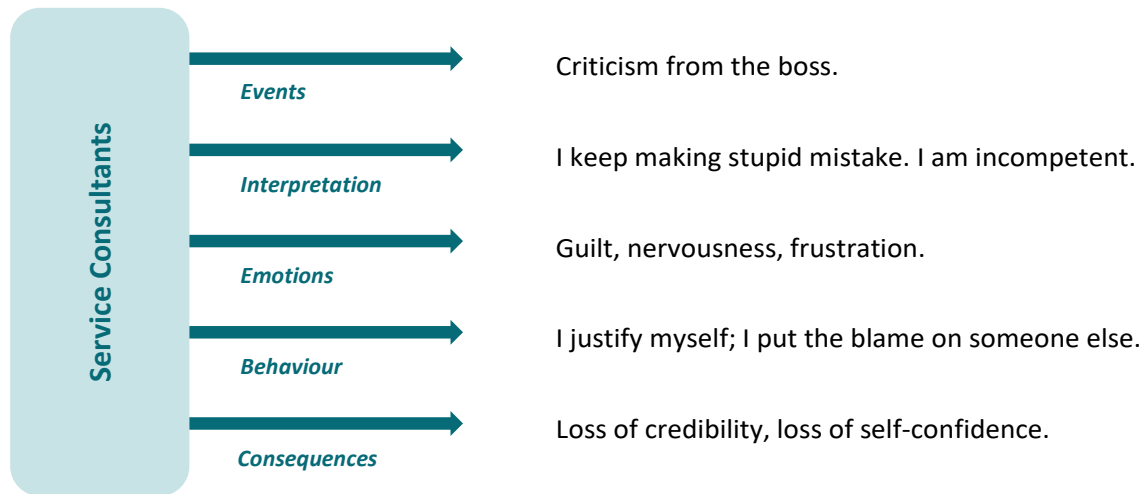 Service Consultants
Events
Criticism from the boss.
Interpretation
I keep making stupid mistake. I am incompetent.
Emotions
Guilt, nervousness, frustration.
Behaviour
I justify myself; I put the blame on someone else.
Consequences
Loss of credibility, loss of self-confidence.